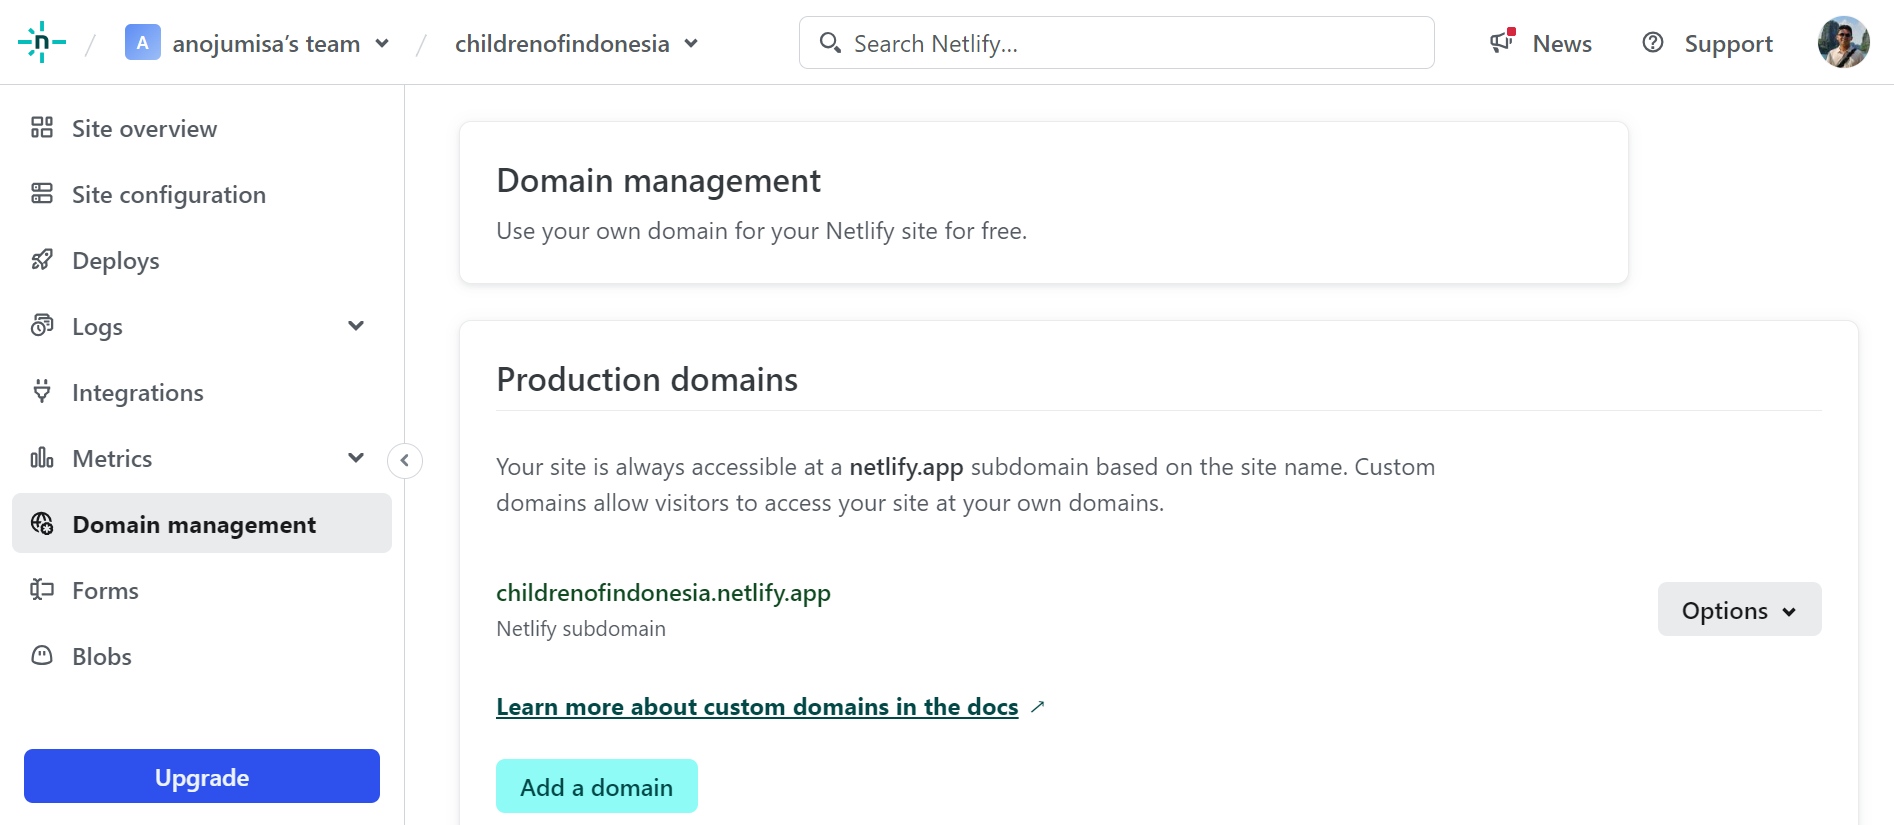 n
A anojumisa’s team
childrenofindonesia
Search Netlify...
News
Support
Site overview
Site configuration
Deploys
Logs
Integrations
Metrics
Domain management
Forms
Blobs
Upgrade
Domain management
Use your own domain for your Netlify site for free.
Production domains
Your site is always accessible at a netlify.app subdomain based on the site name. Custom
domains allow visitors to access your site at your own domains.
childrenofindonesia.netlify.app
Netlify subdomain
Options
Learn more about custom domains in the docs ↗
Add a domain